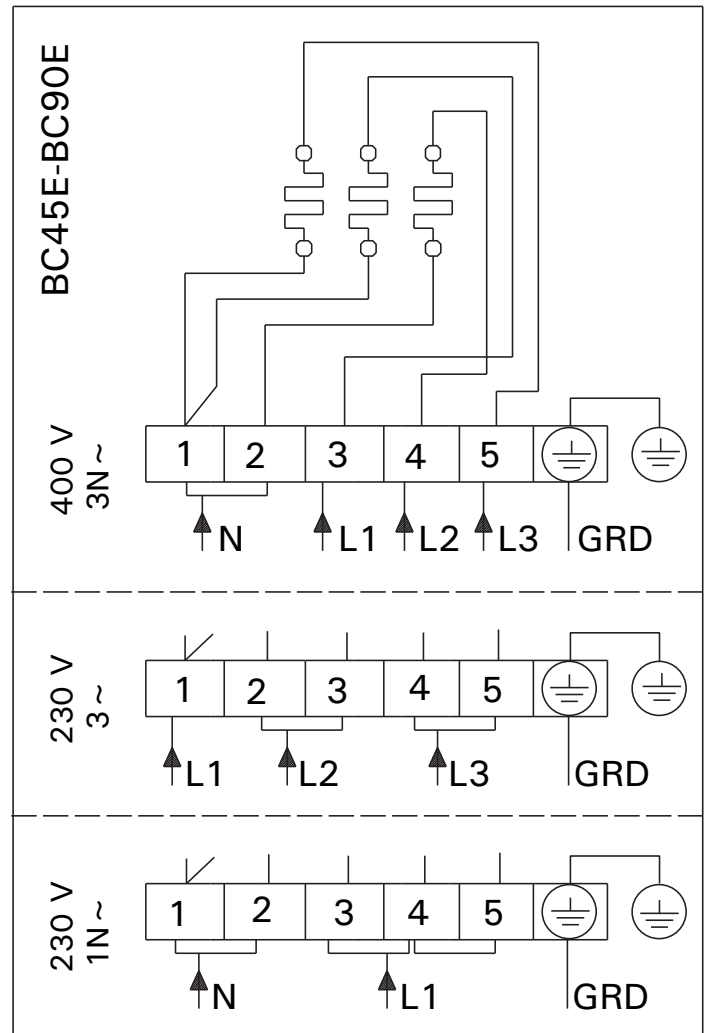 BC45E-BC90E
400 V
3N ~
1 2 3 4 5
N L1 L2 L3 GRD
230 V
3 ~
1 2 3 4 5
L1 L2 L3 GRD
230 V
1N ~
1 2 3 4 5
N L1 GRD